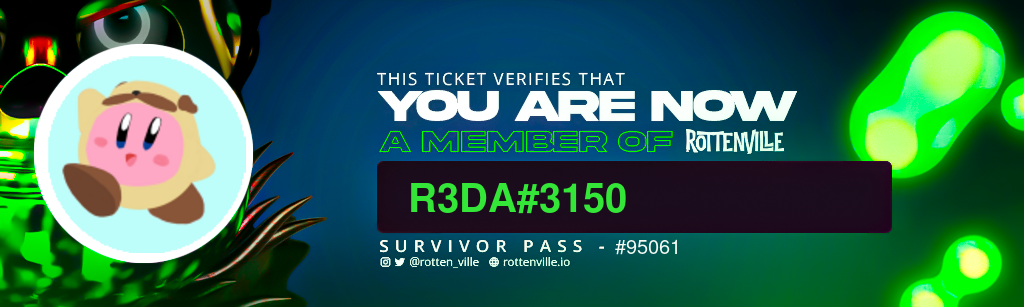 THIS TICKET VERIFIES THAT
YOU ARE NOW
A MEMBER OF ROTTENVILLE
R3DA#3150
SURVIVOR PASS - #95061
@rotten_ville rottenville.io